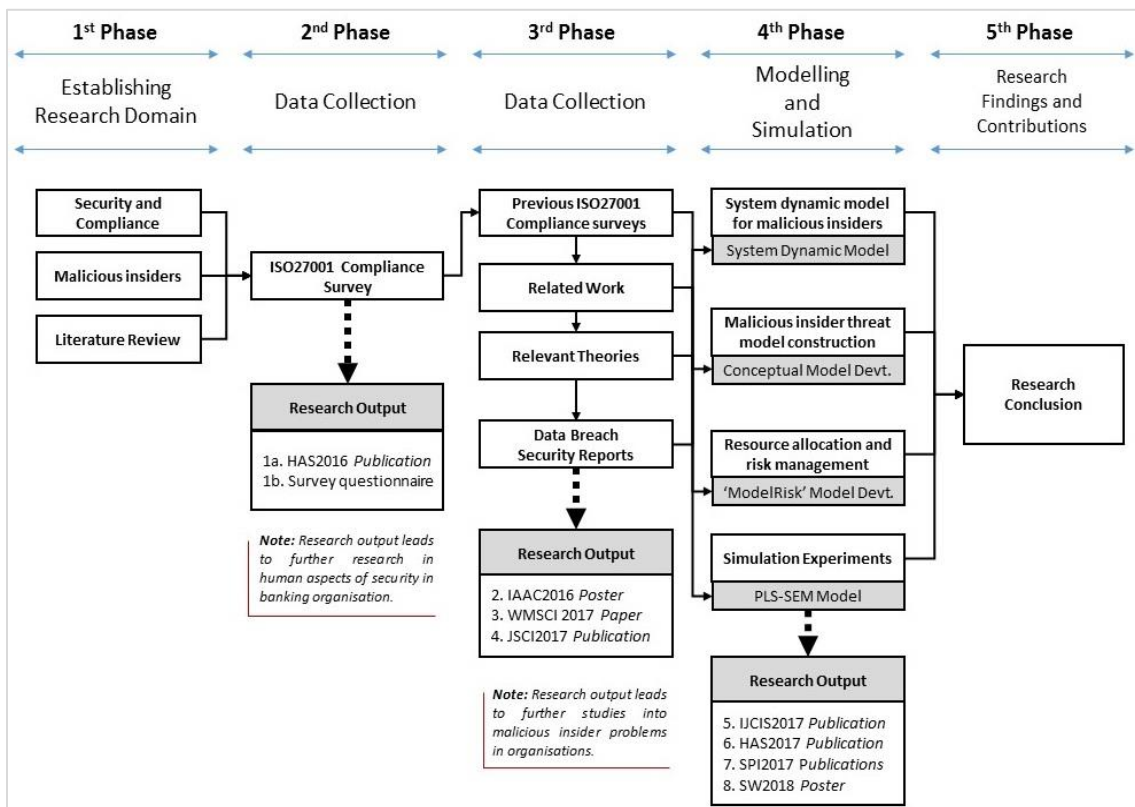 1st Phase
2nd Phase
3rd Phase
4th Phase
5th Phase
Establishing
Research Domain
Data Collection
Data Collection
Modelling
and
Simulation
Research
Findings and
Contributions
Security and
Compliance
Malicious insiders
Literature Review
ISO27001 Compliance
Survey
Research Output
1a. HAS2016 Publication
1b. Survey questionnaire
Note: Research output leads
to further research in
human aspects of security in
banking organisation.
Previous ISO27001
Compliance surveys
Related Work
Relevant Theories
Data Breach
Security Reports
Research Output
2. IAAC2016 Poster
3. WMSCI 2017 Paper
4. JSCI2017 Publication
Note: Research output leads
to further studies into
malicious insider problems
in organisations.
System dynamic model
for malicious insiders
System Dynamic Model
Malicious insider threat
model construction
Conceptual Model Devt.
Resource allocation and
risk management
‘ModelRisk’ Model Devt.
Simulation Experiments
PLS-SEM Model
Research Output
5. IJCIS2017 Publication
6. HAS2017 Publication
7. SPI2017 Publications
8. SW2018 Poster
Research
Conclusion